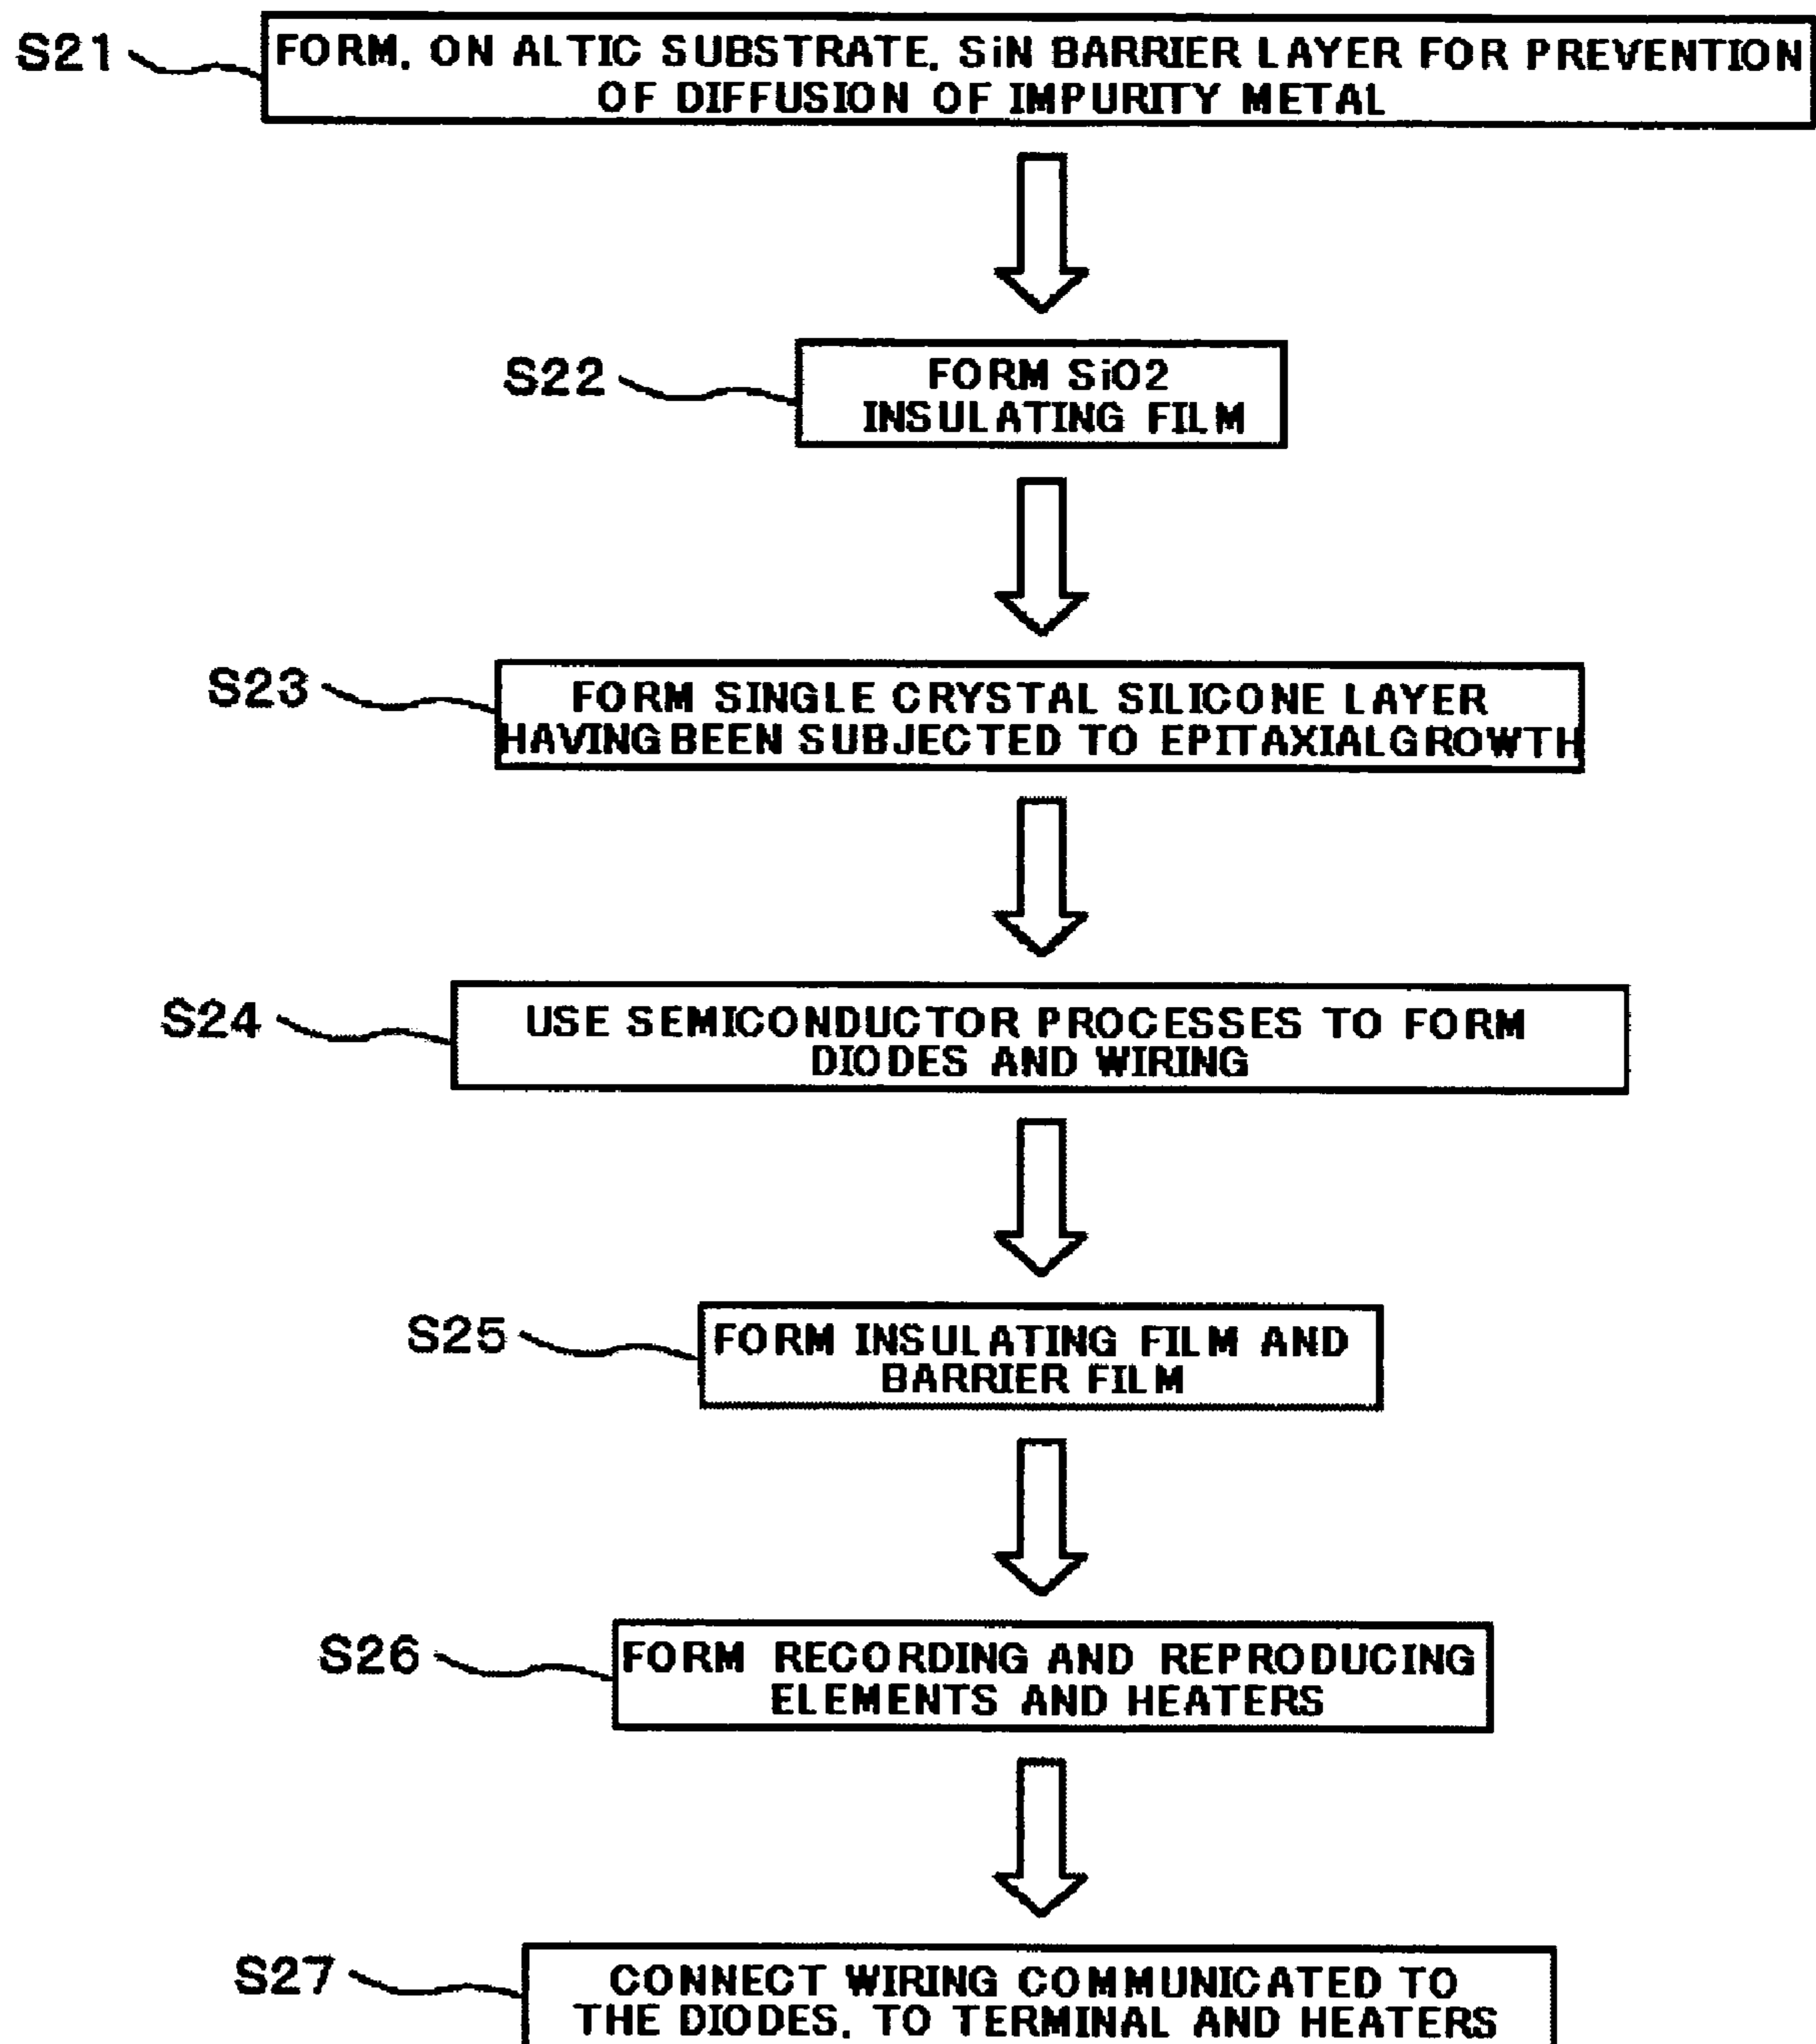 S21
FORM, ON ALTIC SUBSTRATE, SiN BARRIER LAYER FOR PREVENTION
OF DIFFUSION OF IMPURITY METAL
S22
FORM SiO2
INSULATING FILM
S23
FORM SINGLE CRYSTAL SILICONE LAYER
HAVING BEEN SUBJECTED TO EPITAXIALGROWTH
S24
USE SEMICONDUCTOR PROCESSES TO FORM
DIODES AND WIRING
S25
FORM INSULATING FILM AND
BARRIER FILM
S26
FORM RECORDING AND REPRODUCING
ELEMENTS AND HEATERS
S27
CONNECT WIRING COMMUNICATED TO
THE DIODES, TO TERMINAL AND HEATERS